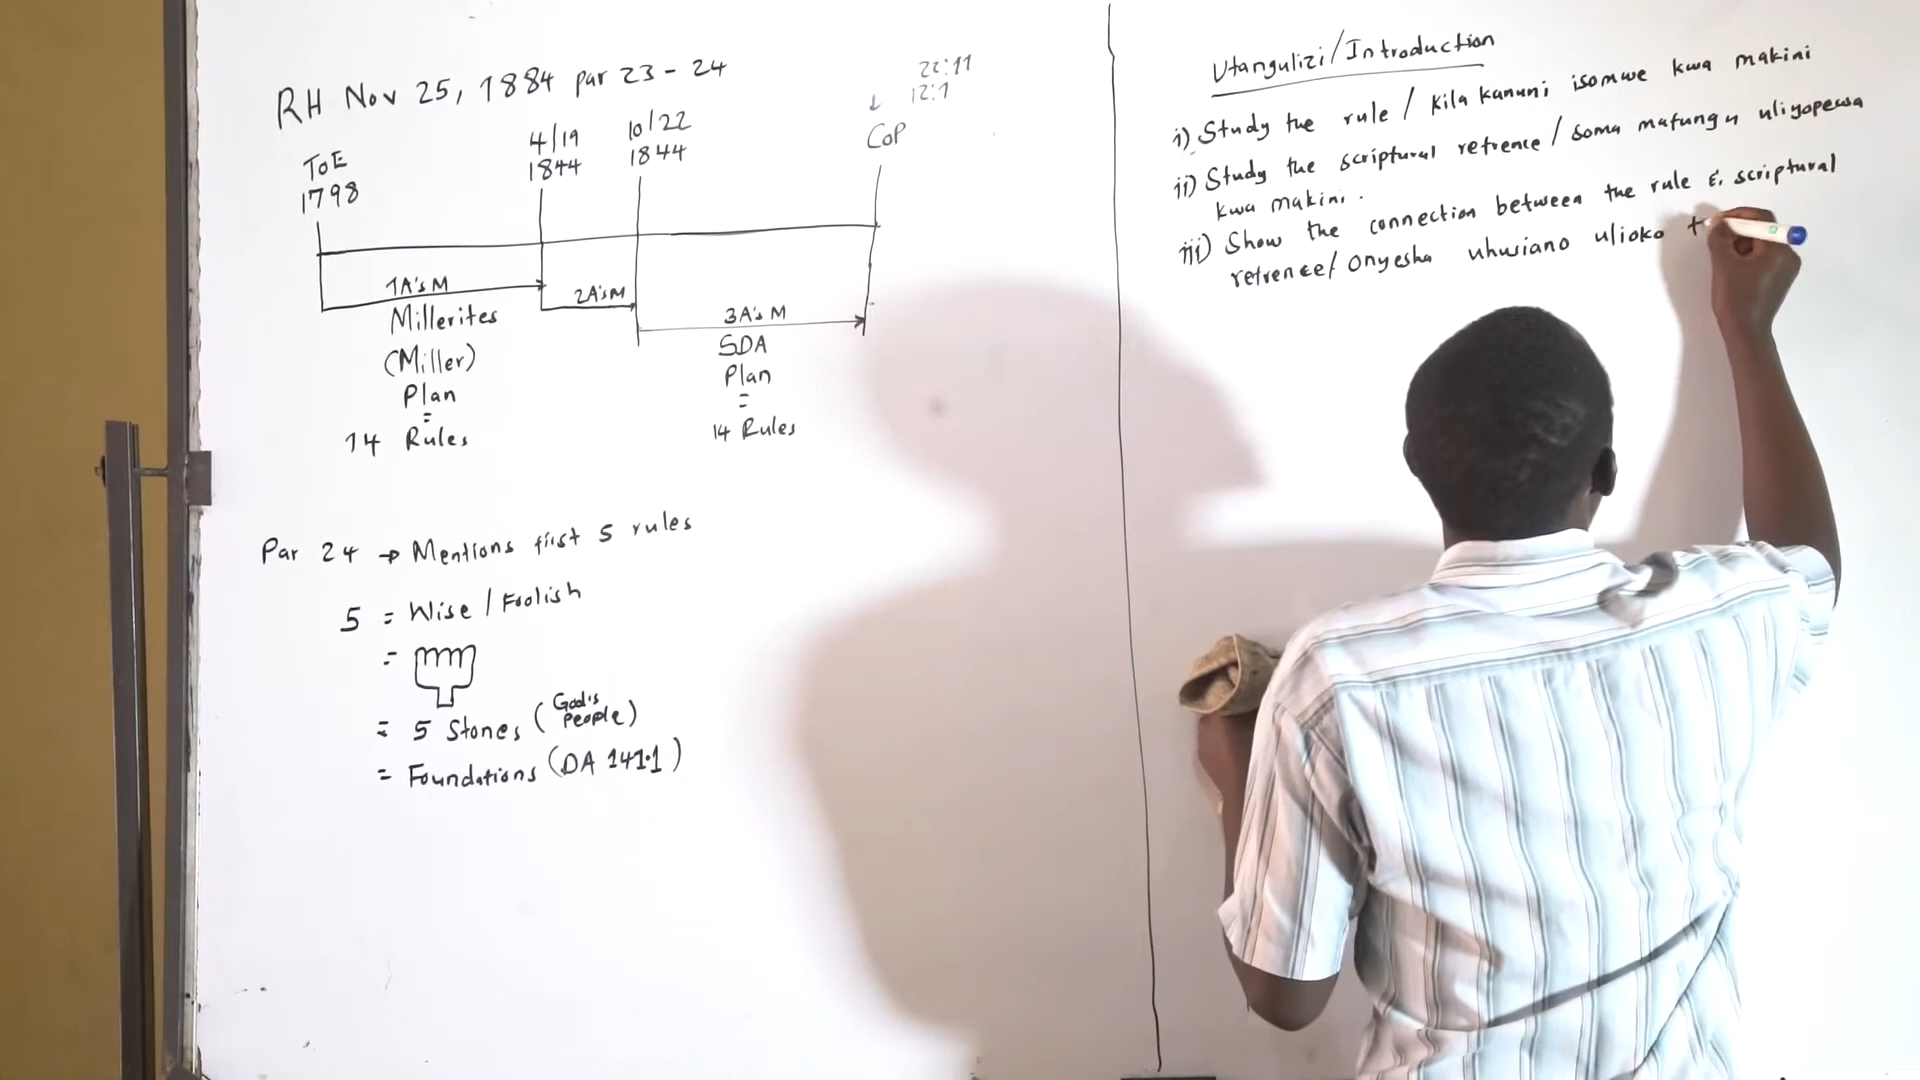 RH Nov 25, 1884 par 23 - 24
22:11
12:1
↓
CoP
4/19
1844
10/22
1844
ToE
1798
1A's M
2A's M
3A's M
Millerites
(Miller)
Plan
=
14 Rules
SDA
Plan
=
14 Rules
Par 24 → Mentions first 5 rules
5 = Wise / Foolish
=
= 5 Stones (God's People)
= Foundations (DA 141.1)
Utangulizi/Introduction
i) Study the rule / Kila kanuni isomwe kwa makini
ii) Study the scriptural refrence / Soma mafungu uliyopewa
kwa makini.
iii) Show the connection between the rule & scriptural
refrence/ Onyesha uhusiano ulioko